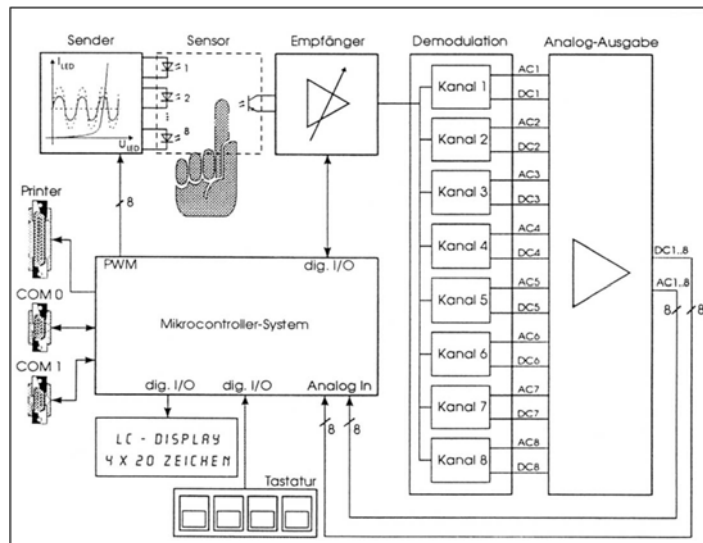 Sender
Sensor
Empfänger
Demodulation
Analog-Ausgabe
I LED
U LED
1
2
8
Kanal 1
AC1
DC1
Kanal 2
AC2
DC2
Kanal 3
AC3
DC3
Kanal 4
AC4
DC4
Kanal 5
AC5
DC5
Kanal 6
AC6
DC6
Kanal 7
AC7
DC7
Kanal 8
AC8
DC8
DC1..8
AC1..8
8
8
8
Printer
COM 0
COM 1
PWM
dig. I/O
Mikrocontroller-System
dig. I/O
dig. I/O
Analog In
8
8
LC - DISPLAY
4 X 20 ZEICHEN
Tastatur